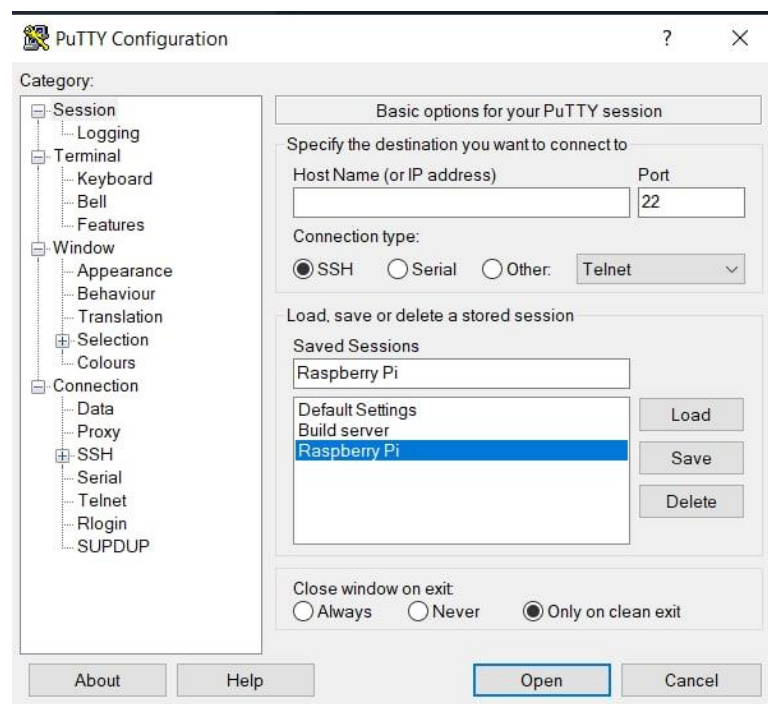 PuTTY Configuration
?
Category:
Session
Logging
Terminal
Keyboard
Bell
Features
Window
Appearance
Behaviour
Translation
Selection
Colours
Connection
Data
Proxy
SSH
Serial
Telnet
Rlogin
SUPDUP
Basic options for your PuTTY session
Specify the destination you want to connect to
Host Name (or IP address) Port
22
Connection type:
SSH Serial Other: Telnet
Load, save or delete a stored session
Saved Sessions
Raspberry Pi
Default Settings
Build server
Raspberry Pi
Load
Save
Delete
Close window on exit:
Always Never Only on clean exit
About Help Open Cancel